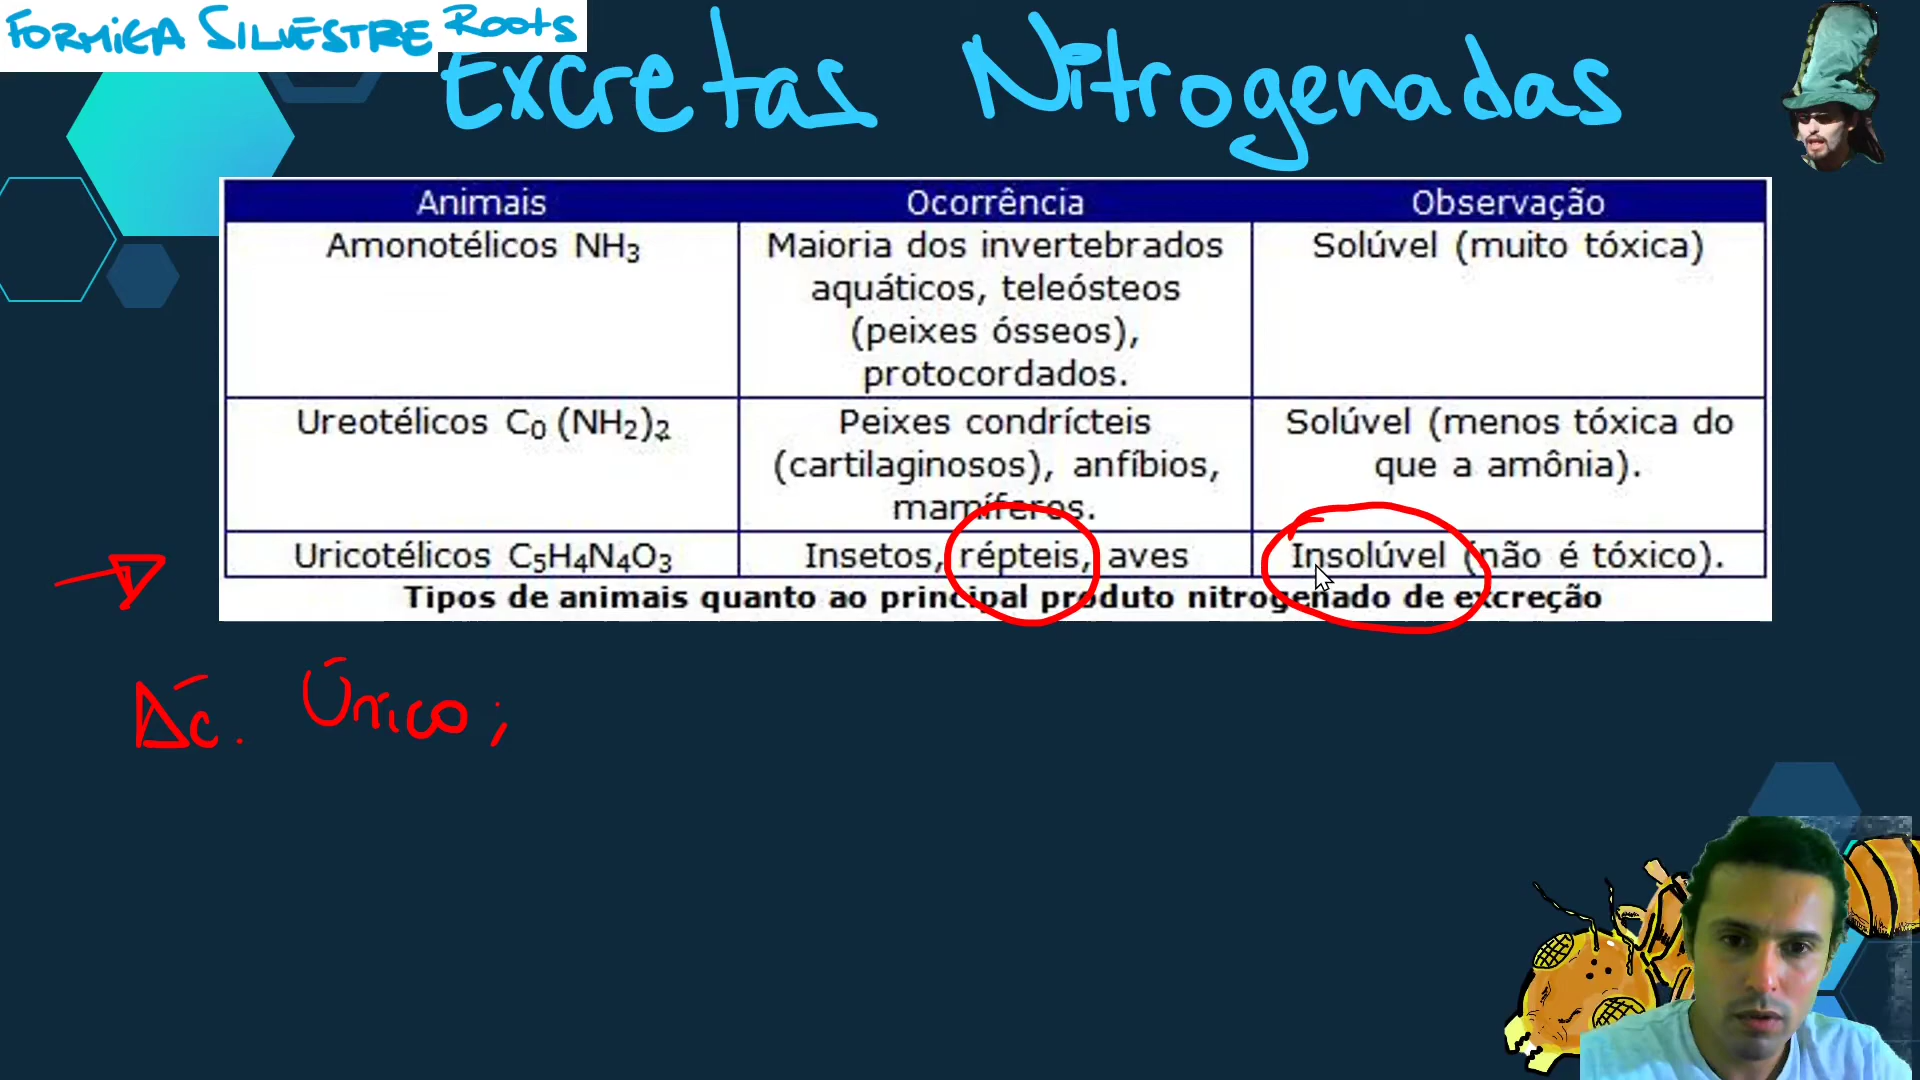 FORMIGA SILVESTRE Roots
Excretas Nitrogenadas
Animais Ocorrência Observação
Amonotélicos NH3 Maioria dos invertebrados Solúvel (muito tóxica)
aquáticos, teleósteos
(peixes ósseos),
protocordados.
Ureotélicos C0 (NH2)2 Peixes condrícteis Solúvel (menos tóxica do
(cartilaginosos), anfíbios, que a amônia).
mamíferos.
Uricotélicos C5H4N4O3 Insetos, répteis, aves Insolúvel (não é tóxico).
Tipos de animais quanto ao principal produto nitrogenado de excreção
Ác. Úrico;